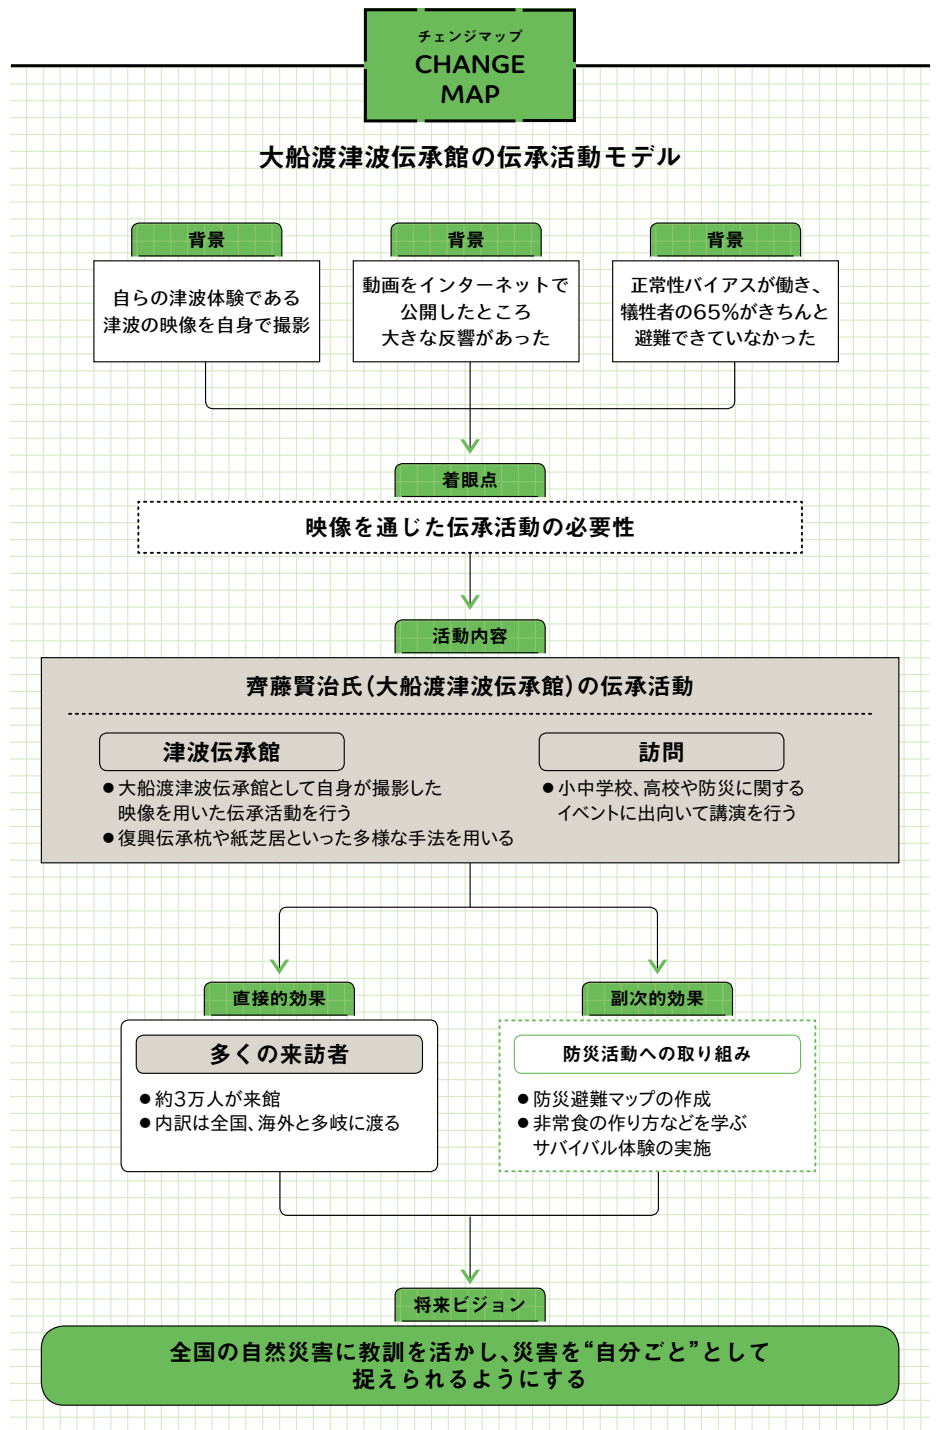 チェンジマップ
CHANGE
MAP
大船渡津波伝承館の伝承活動モデル
背景
自らの津波体験である
津波の映像を自身で撮影
背景
動画をインターネットで
公開したところ
大きな反響があった
背景
正常性バイアスが働き、
犠牲者の65%がきちんと
避難できていなかった
着眼点
映像を通じた伝承活動の必要性
活動内容
齊藤賢治氏(大船渡津波伝承館)の伝承活動
津波伝承館
●大船渡津波伝承館として自身が撮影した
映像を用いた伝承活動を行う
●復興伝承杭や紙芝居といった多様な手法を用いる
訪問
●小中学校、高校や防災に関する
イベントに出向いて講演を行う
直接的効果
多くの来訪者
●約3万人が来館
●内訳は全国、海外と多岐に渡る
副次的効果
防災活動への取り組み
●防災避難マップの作成
●非常食の作り方などを学ぶ
サバイバル体験の実施
将来ビジョン
全国の自然災害に教訓を活かし、災害を“自分ごと”として
捉えられるようにする